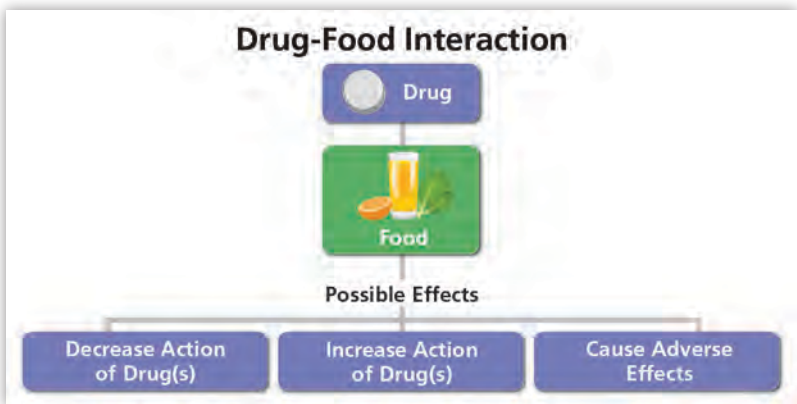 Drug-Food Interaction
Drug
Food
Possible Effects
Decrease Action
of Drug(s)
Increase Action
of Drug(s)
Cause Adverse
Effects